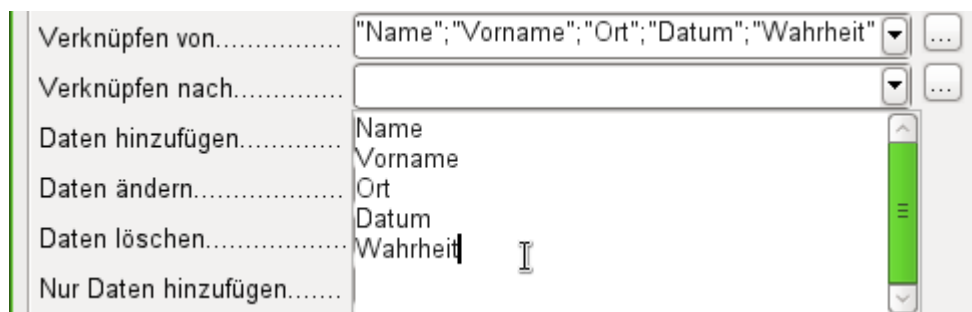 Verknüpfen von................ "Name";"Vorname";"Ort";"Datum";"Wahrheit" ...
Verknüpfen nach.............. ...
Daten hinzufügen.............
Name
Vorname
Daten ändern..................
Ort
Datum
Daten löschen.................
Wahrheit
Nur Daten hinzufügen.......